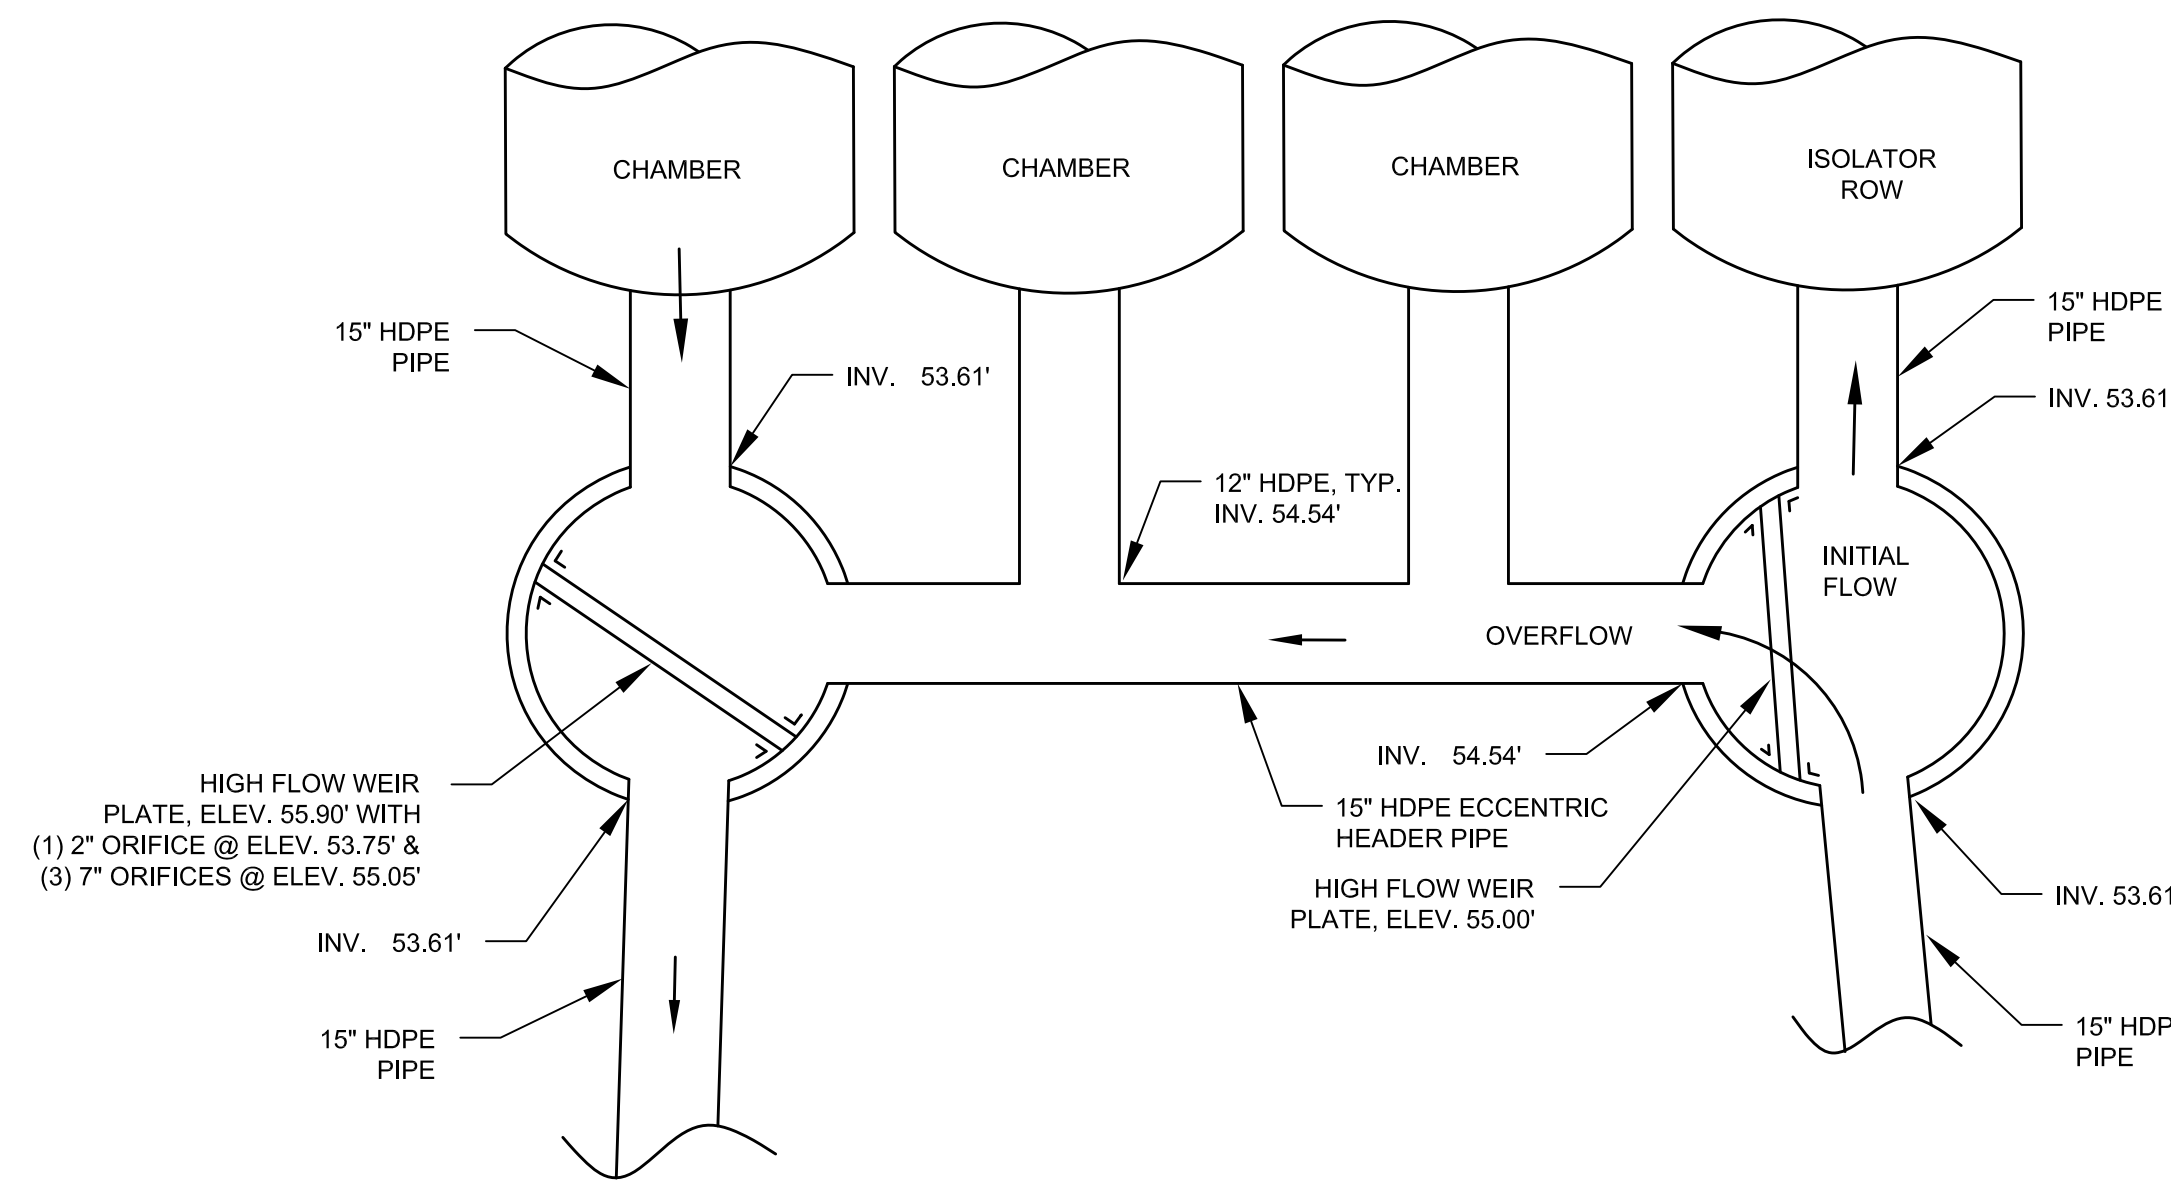 CHAMBER
CHAMBER
CHAMBER
ISOLATOR
ROW
15" HDPE
PIPE
INV. 53.61'
12" HDPE, TYP.
INV. 54.54'
15" HDPE
PIPE
INV. 53.61
INITIAL
FLOW
OVERFLOW
HIGH FLOW WEIR
PLATE, ELEV. 55.90' WITH
(1) 2" ORIFICE @ ELEV. 53.75' &
(3) 7" ORIFICES @ ELEV. 55.05'
INV. 53.61'
15" HDPE
PIPE
INV. 54.54'
15" HDPE ECCENTRIC
HEADER PIPE
HIGH FLOW WEIR
PLATE, ELEV. 55.00'
INV. 53.61
15" HDP
PIPE